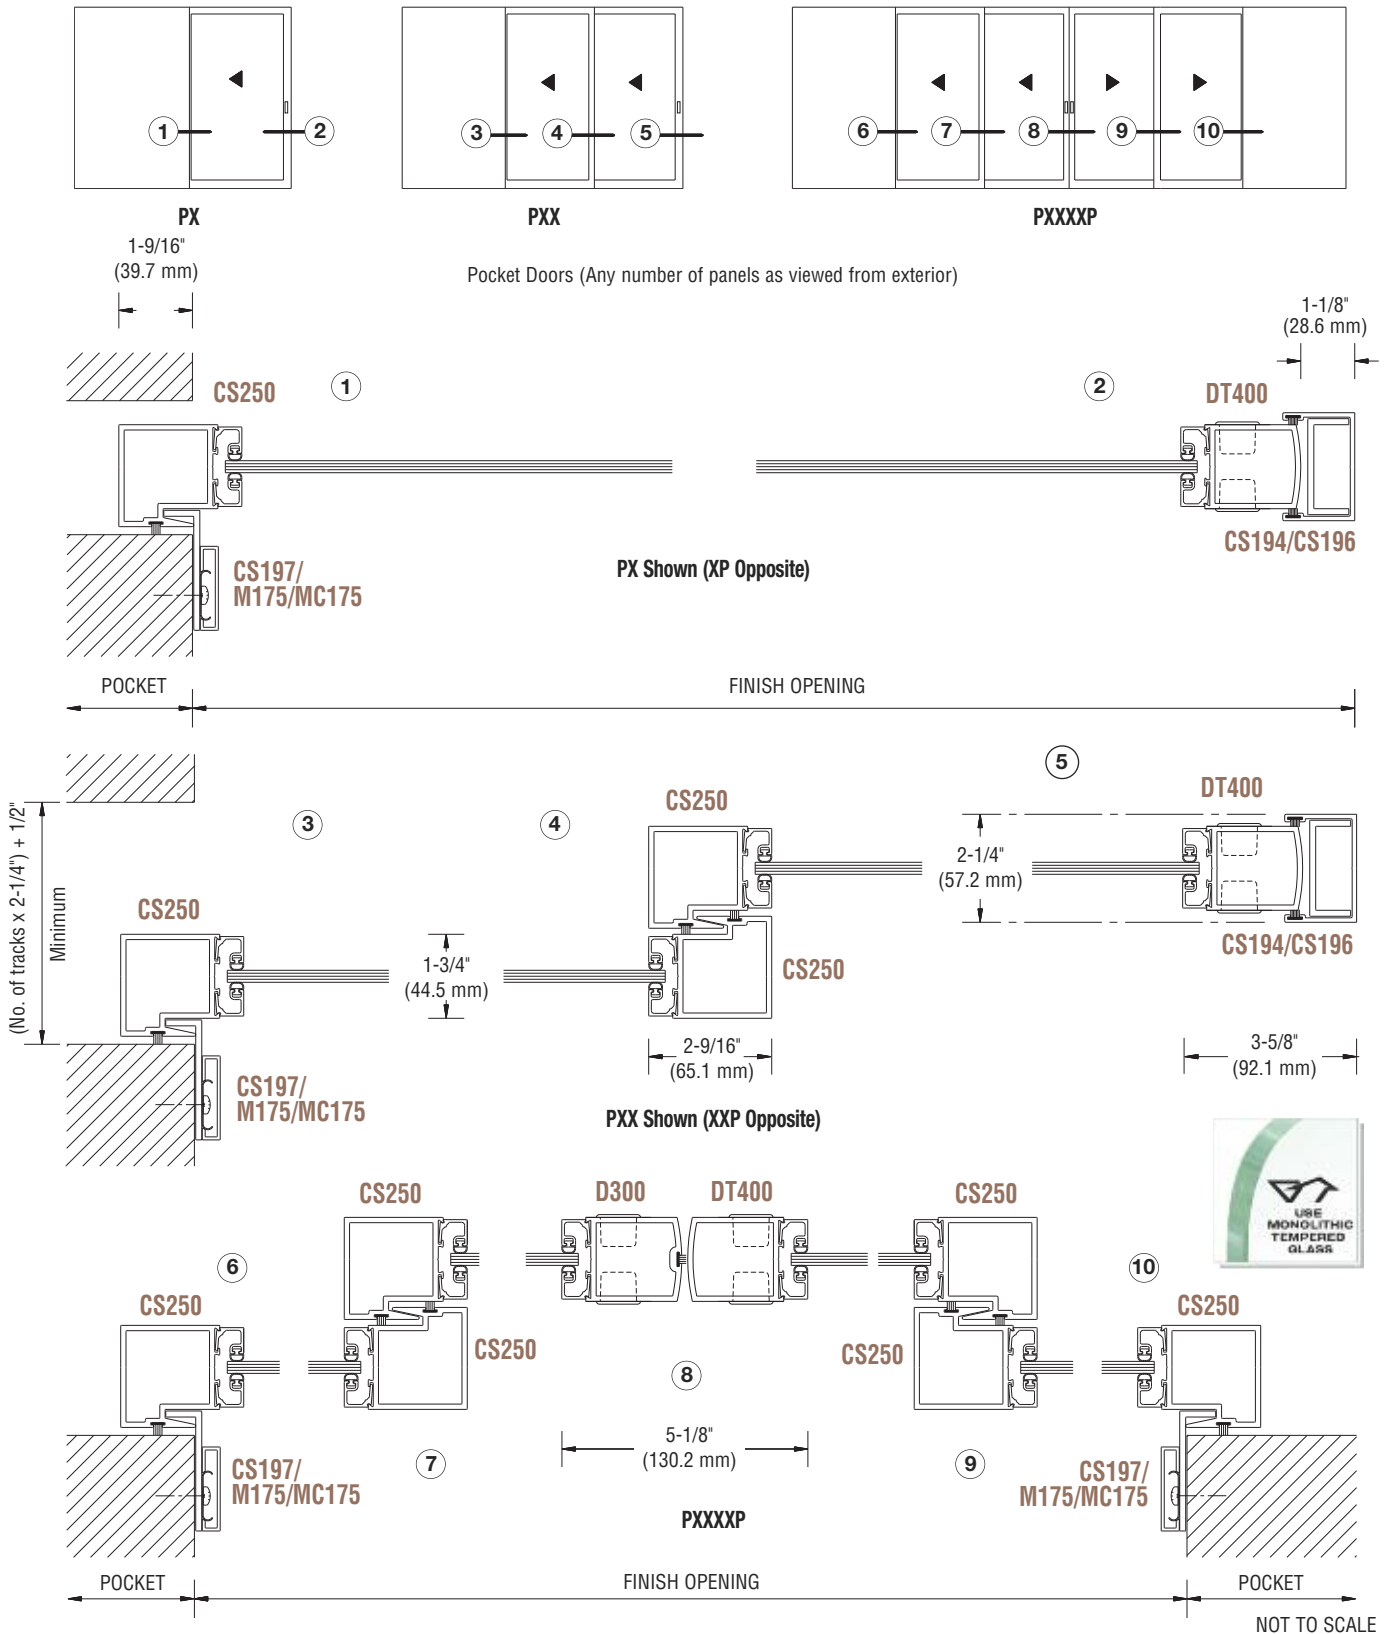 1
2
3
4
5
6
7
8
9
10
PX
PXX
PXXXXP
1-9/16"
(39.7 mm)
Pocket Doors (Any number of panels as viewed from exterior)
1-1/8"
(28.6 mm)
CS250
1
2
DT400
CS194/CS196
CS197/
M175/MC175
PX Shown (XP Opposite)
POCKET
FINISH OPENING
(No. of tracks x 2-1/4") + 1/2"
Minimum
3
4
5
CS250
DT400
2-1/4"
(57.2 mm)
CS250
1-3/4"
(44.5 mm)
CS250
CS194/CS196
2-9/16"
(65.1 mm)
3-5/8"
(92.1 mm)
CS197/
M175/MC175
PXX Shown (XXP Opposite)
USE
MONOLITHIC
TEMPERED
GLASS
CS250
D300
DT400
CS250
6
10
CS250
CS250
CS250
CS250
8
5-1/8"
(130.2 mm)
7
9
CS197/
M175/MC175
CS197/
M175/MC175
PXXXXP
POCKET
FINISH OPENING
POCKET
NOT TO SCALE